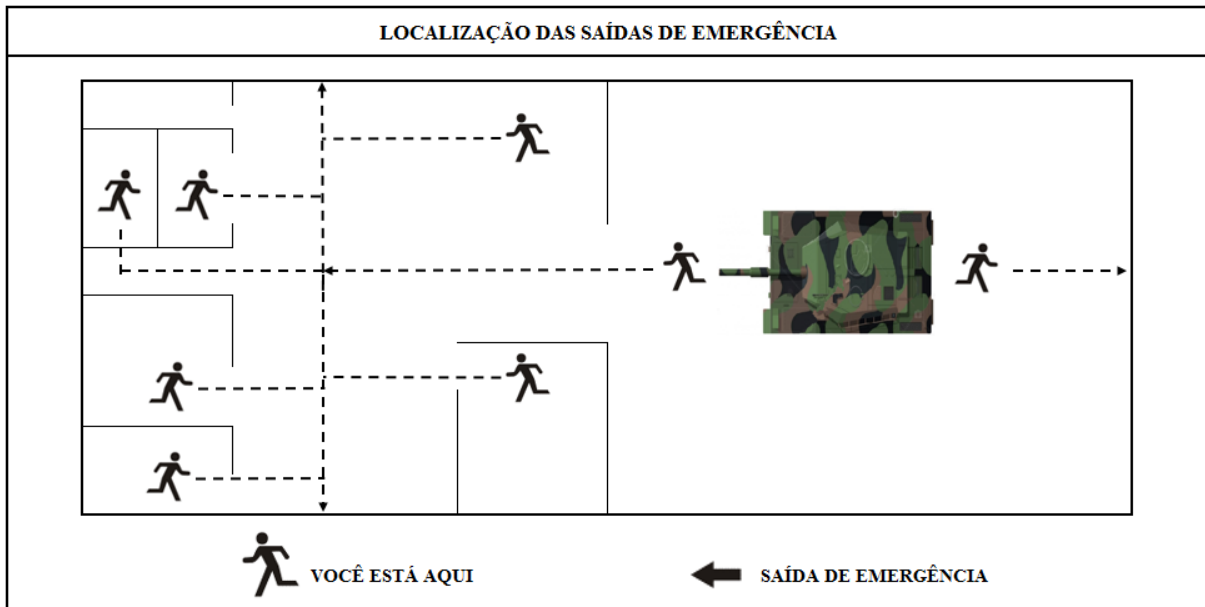 LOCALIZAÇÃO DAS SAÍDAS DE EMERGÊNCIA
VOCÊ ESTÁ AQUI
SAÍDA DE EMERGÊNCIA